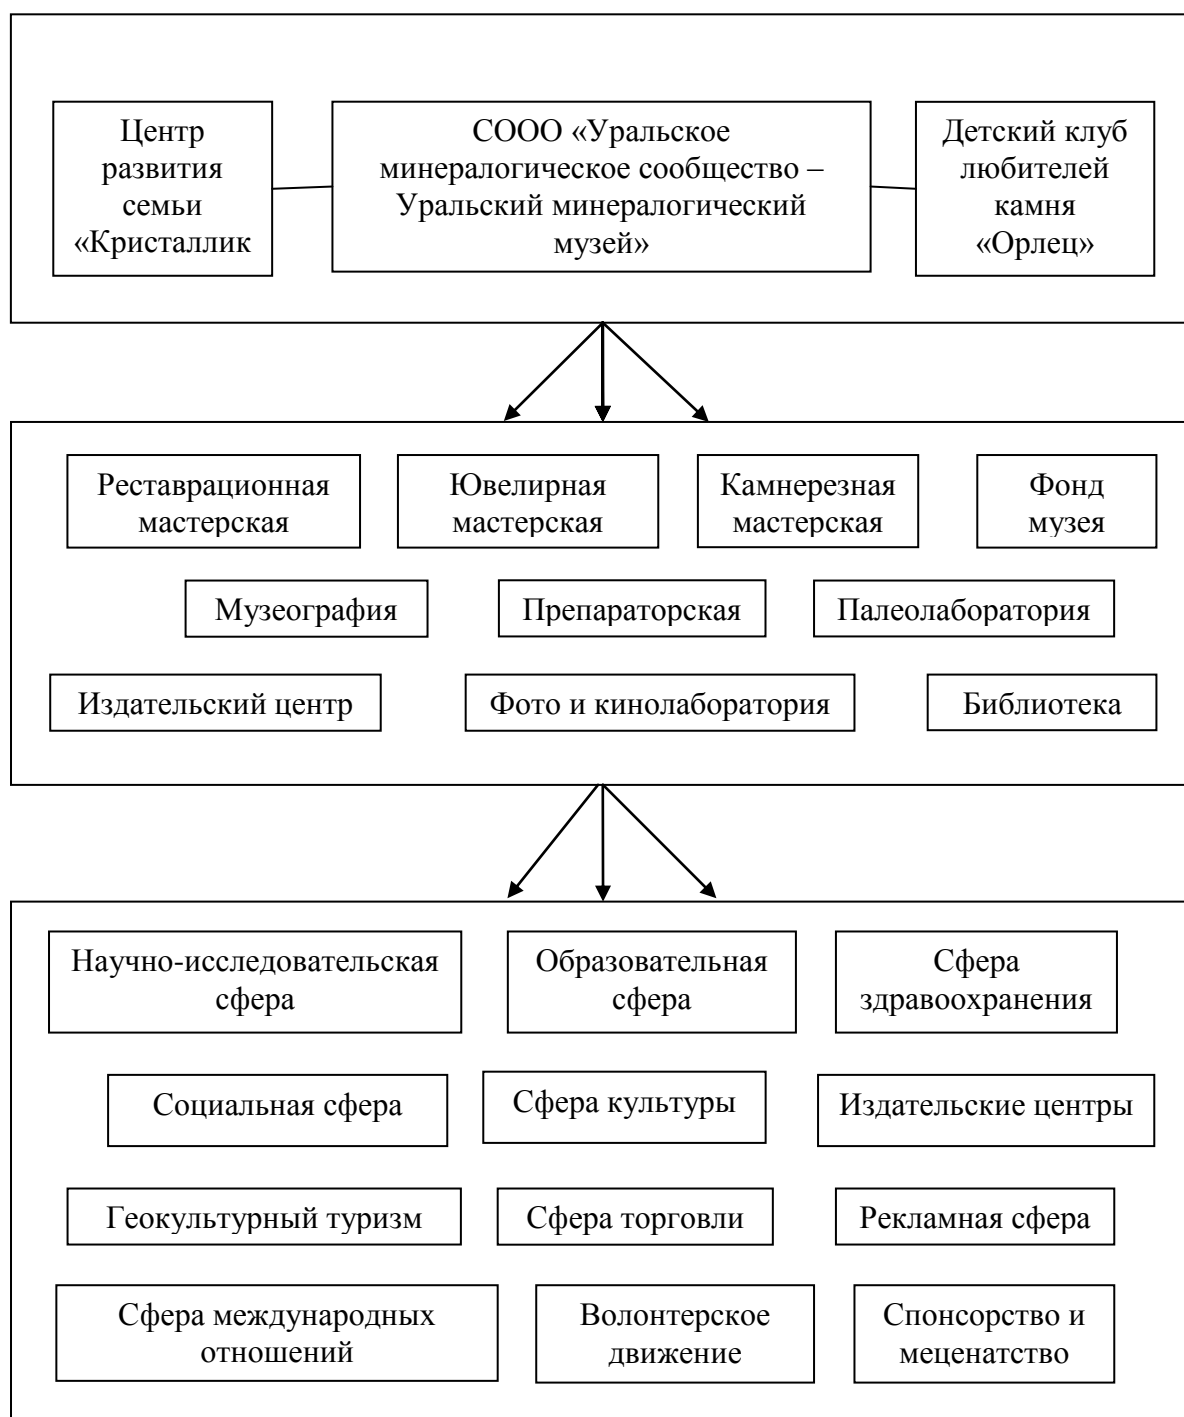 Центр
развития
семьи
«Кристаллик
СООО «Уральское
минералогическое сообщество –
Уральский минералогический
музей»
Детский клуб
любителей
камня
«Орлец»
Реставрационная
мастерская
Ювелирная
мастерская
Камнерезная
мастерская
Фонд
музея
Музеография
Препараторская
Палеолаборатория
Издательский центр
Фото и кинолаборатория
Библиотека
Научно-исследовательская
сфера
Образовательная
сфера
Сфера
здравоохранения
Социальная сфера
Сфера культуры
Издательские центры
Геокультурный туризм
Сфера торговли
Рекламная сфера
Сфера международных
отношений
Волонтерское
движение
Спонсорство и
меценатство